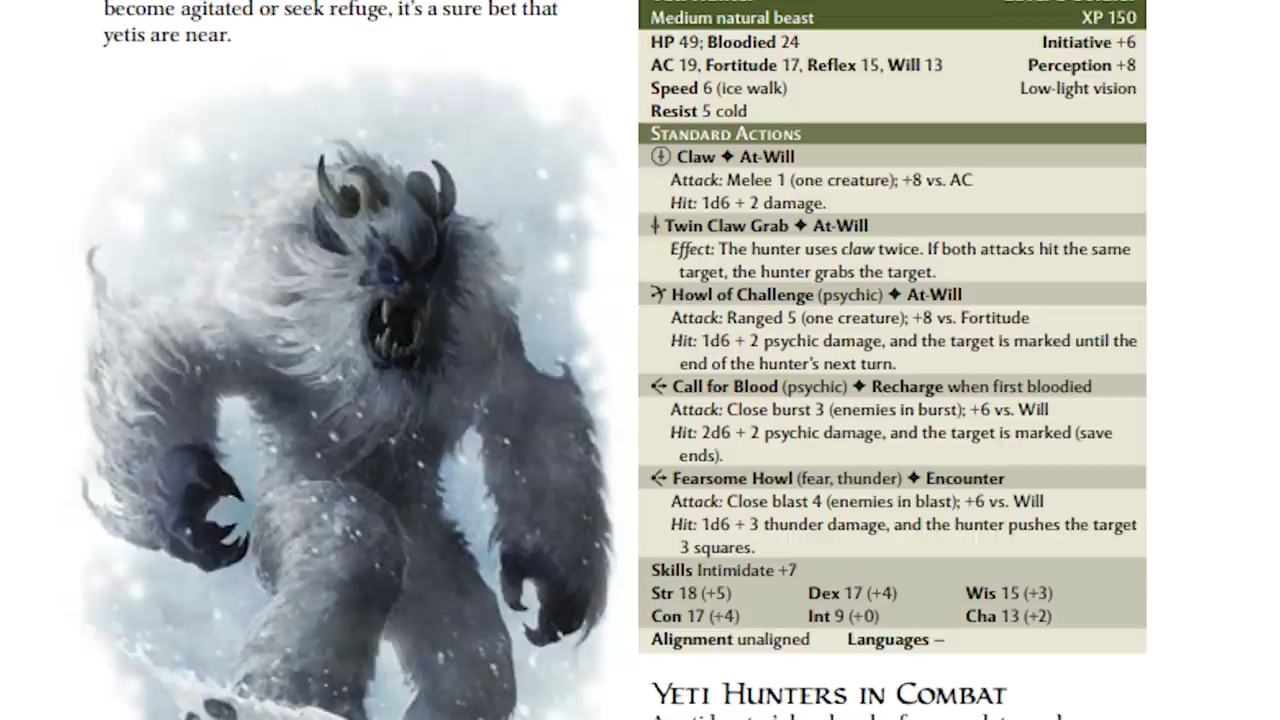 become agitated or seek refuge, it's a sure bet that
yetis are near.
Medium natural beast XP 150
HP 49; Bloodied 24 Initiative +6
AC 19, Fortitude 17, Reflex 15, Will 13 Perception +8
Speed 6 (ice walk) Low-light vision
Resist 5 cold
STANDARD ACTIONS
Claw ✦ At-Will
Attack: Melee 1 (one creature); +8 vs. AC
Hit: 1d6 + 2 damage.
Twin Claw Grab ✦ At-Will
Effect: The hunter uses claw twice. If both attacks hit the same
target, the hunter grabs the target.
Howl of Challenge (psychic) ✦ At-Will
Attack: Ranged 5 (one creature); +8 vs. Fortitude
Hit: 1d6 + 2 psychic damage, and the target is marked until the
end of the hunter's next turn.
Call for Blood (psychic) ✦ Recharge when first bloodied
Attack: Close burst 3 (enemies in burst); +6 vs. Will
Hit: 2d6 + 2 psychic damage, and the target is marked (save
ends).
Fearsome Howl (fear, thunder) ✦ Encounter
Attack: Close blast 4 (enemies in blast); +6 vs. Will
Hit: 1d6 + 3 thunder damage, and the hunter pushes the target
3 squares.
Skills Intimidate +7
Str 18 (+5) Dex 17 (+4) Wis 15 (+3)
Con 17 (+4) Int 9 (+0) Cha 13 (+2)
Alignment unaligned Languages –
YETI HUNTERS IN COMBAT